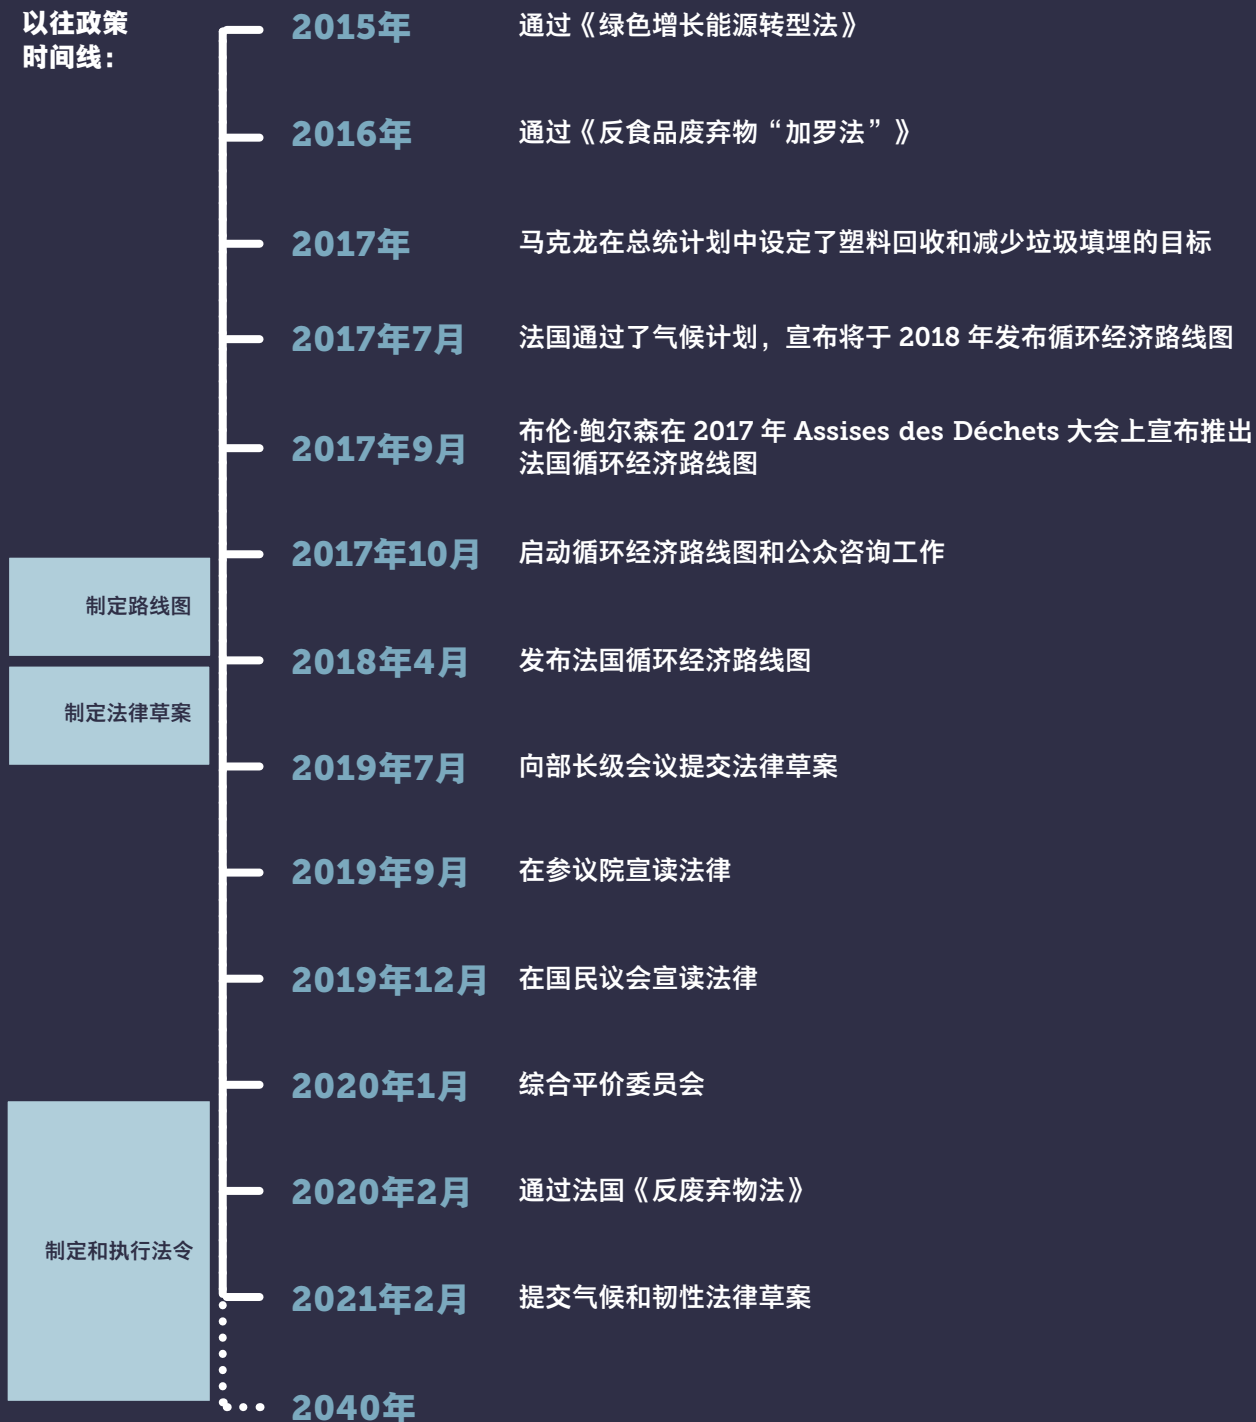 以往政策
时间线：
2015年 通过《绿色增长能源转型法》
2016年 通过《反食品废弃物“加罗法”》
2017年 马克龙在总统计划中设定了塑料回收和减少垃圾填埋的目标
2017年7月 法国通过了气候计划，宣布将于 2018 年发布循环经济路线图
2017年9月 布伦·鲍尔森在 2017 年 Assises des Déchets 大会上宣布推出
法国循环经济路线图
2017年10月 启动循环经济路线图和公众咨询工作
制定路线图
2018年4月 发布法国循环经济路线图
制定法律草案
2019年7月 向部长级会议提交法律草案
2019年9月 在参议院宣读法律
2019年12月 在国民议会宣读法律
2020年1月 综合平价委员会
2020年2月 通过法国《反废弃物法》
制定和执行法令
2021年2月 提交气候和韧性法律草案
2040年